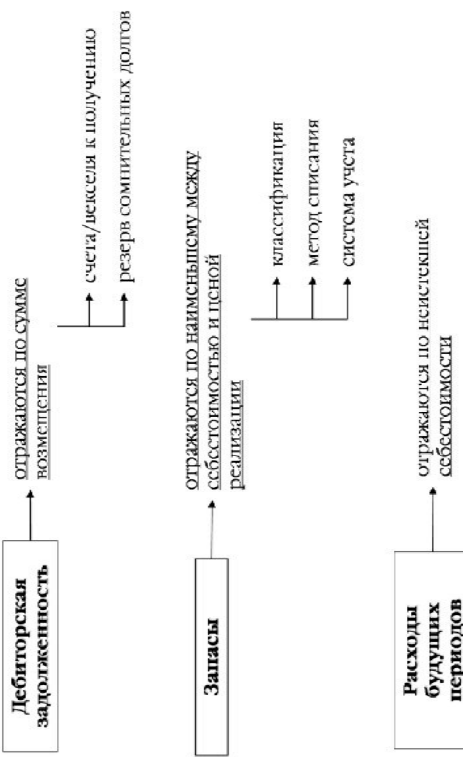 Дебиторская
задолженность
отражаются по сумме
возмещения
счета/векселя к получению
резерв сомнительных долгов
Запасы
отражаются по наименьшему между
себестоимостью и ценой
реализации
классификация
метод списания
система учета
Расходы
будущих
периодов
отражаются по неистекшей
себестоимости